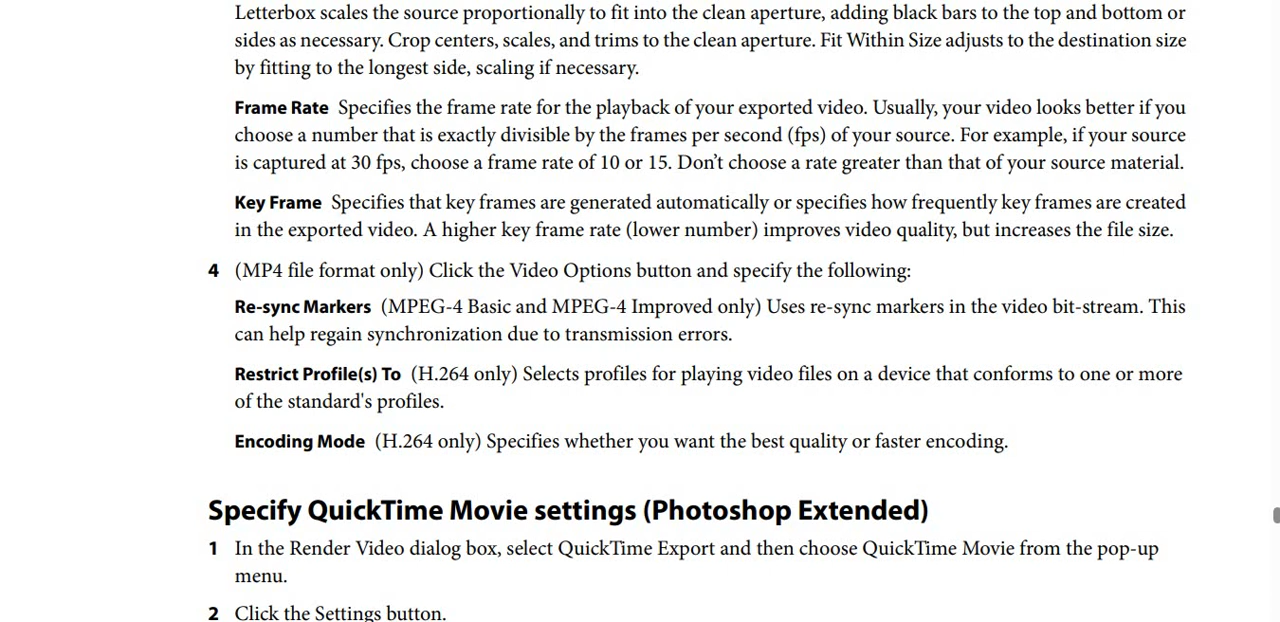 Letterbox scales the source proportionally to fit into the clean aperture, adding black bars to the top and bottom or
sides as necessary. Crop centers, scales, and trims to the clean aperture. Fit Within Size adjusts to the destination size
by fitting to the longest side, scaling if necessary.
Frame Rate Specifies the frame rate for the playback of your exported video. Usually, your video looks better if you
choose a number that is exactly divisible by the frames per second (fps) of your source. For example, if your source
is captured at 30 fps, choose a frame rate of 10 or 15. Don’t choose a rate greater than that of your source material.
Key Frame Specifies that key frames are generated automatically or specifies how frequently key frames are created
in the exported video. A higher key frame rate (lower number) improves video quality, but increases the file size.
4 (MP4 file format only) Click the Video Options button and specify the following:
Re-sync Markers (MPEG-4 Basic and MPEG-4 Improved only) Uses re-sync markers in the video bit-stream. This
can help regain synchronization due to transmission errors.
Restrict Profile(s) To (H.264 only) Selects profiles for playing video files on a device that conforms to one or more
of the standard's profiles.
Encoding Mode (H.264 only) Specifies whether you want the best quality or faster encoding.
Specify QuickTime Movie settings (Photoshop Extended)
1 In the Render Video dialog box, select QuickTime Export and then choose QuickTime Movie from the pop-up
menu.
2 Click the Settings button.